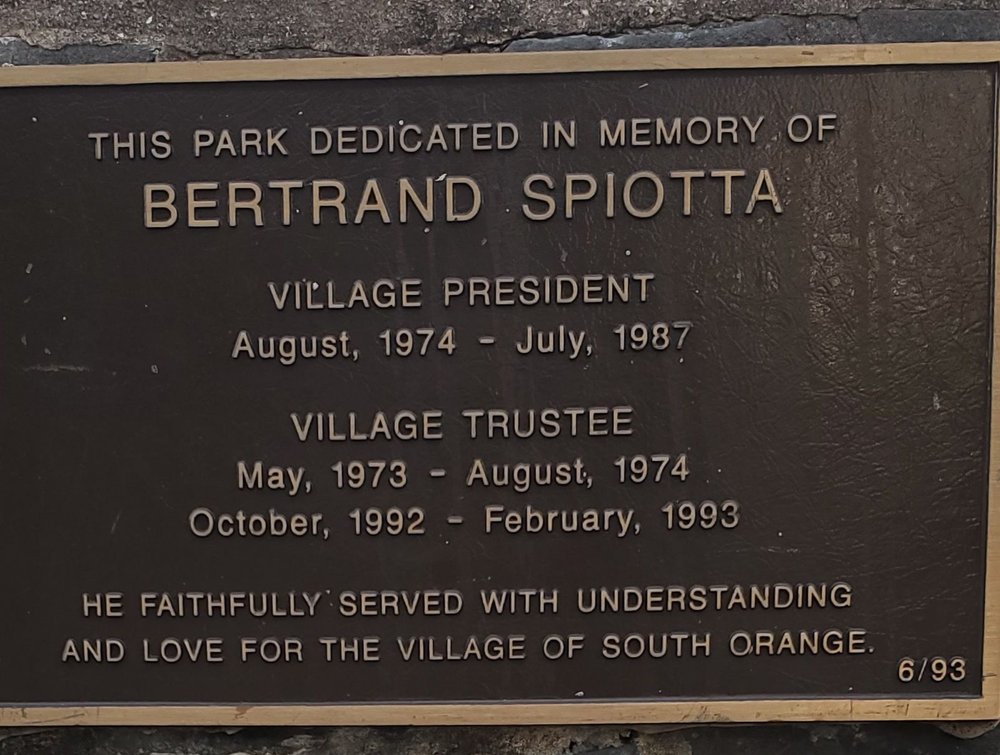 THIS PARK DEDICATED IN MEMORY OF
BERTRAND SPIOTTA
VILLAGE PRESIDENT
August, 1974 - July, 1987
VILLAGE TRUSTEE
May, 1973 - August, 1974
October, 1992 - February, 1993
HE FAITHFULLY SERVED WITH UNDERSTANDING
AND LOVE FOR THE VILLAGE OF SOUTH ORANGE.
6/93